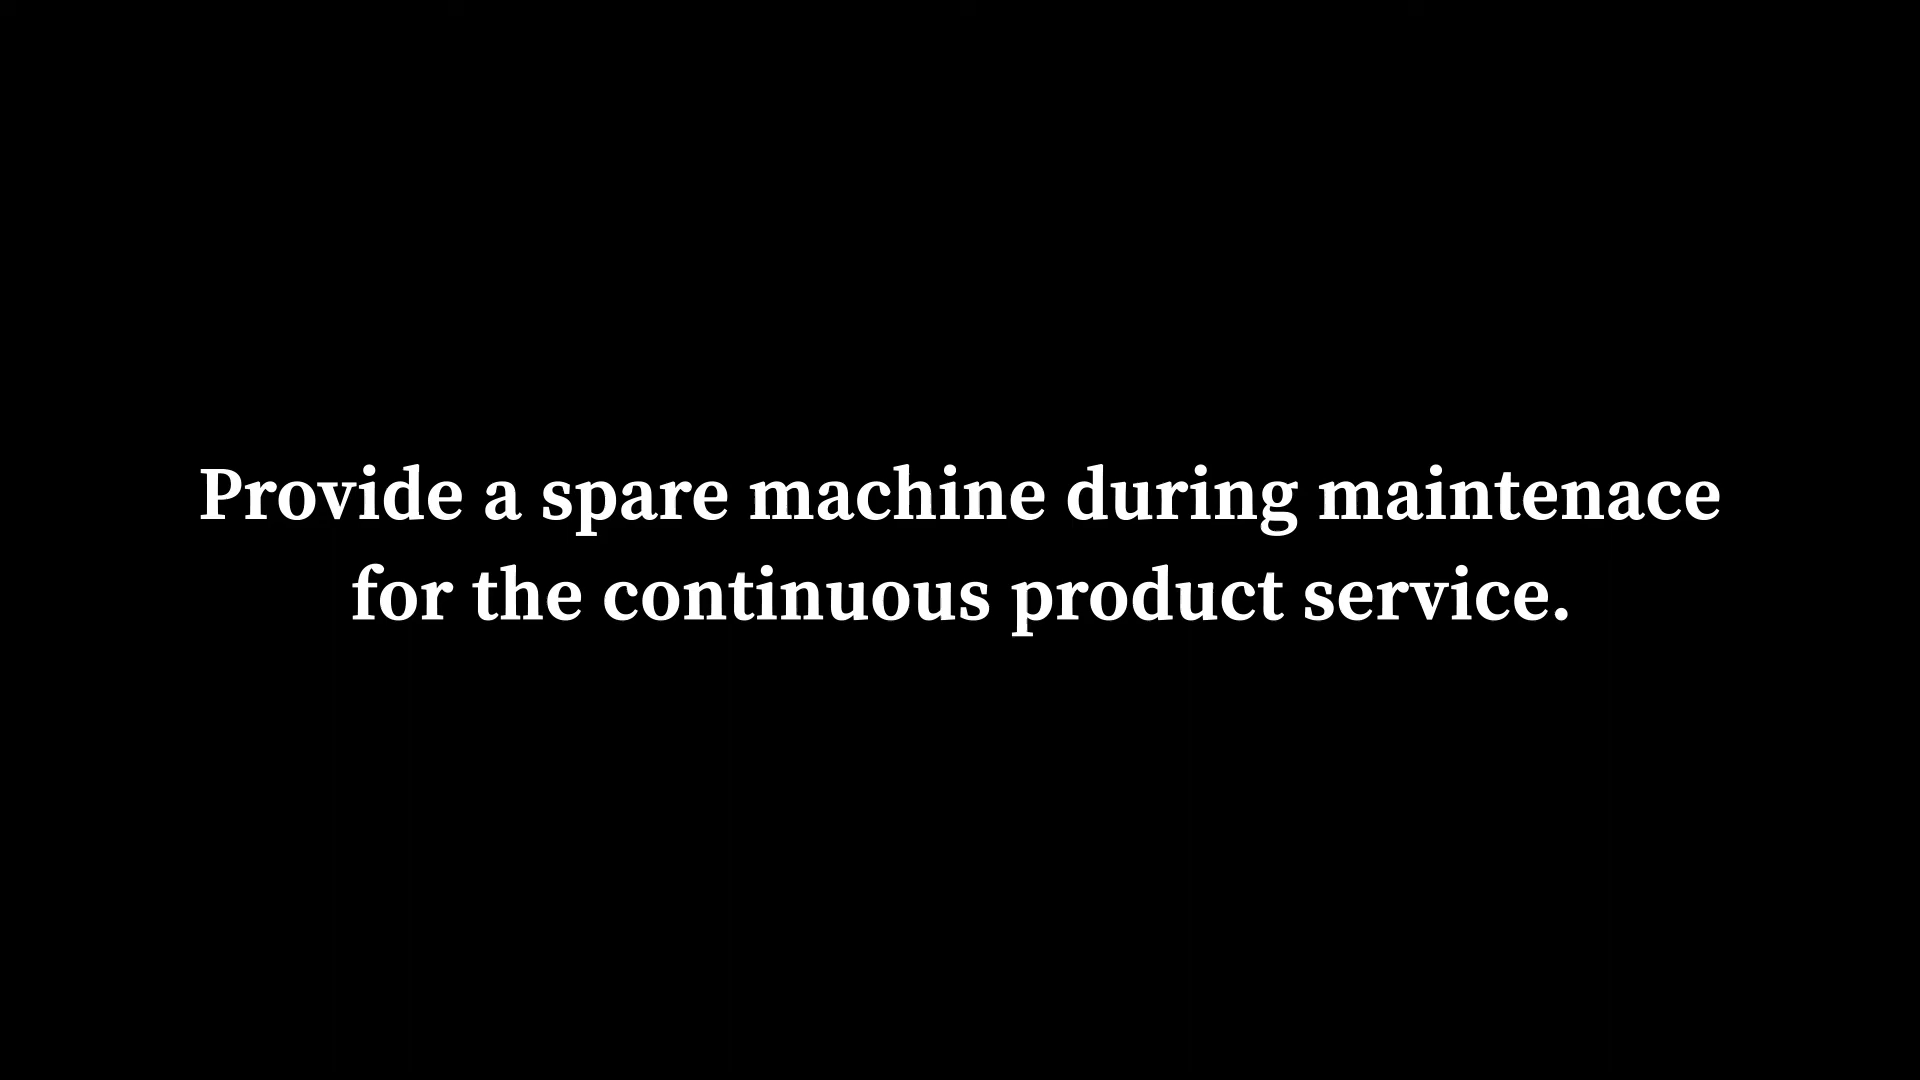 Provide a spare machine during maintenace
for the continuous product service.